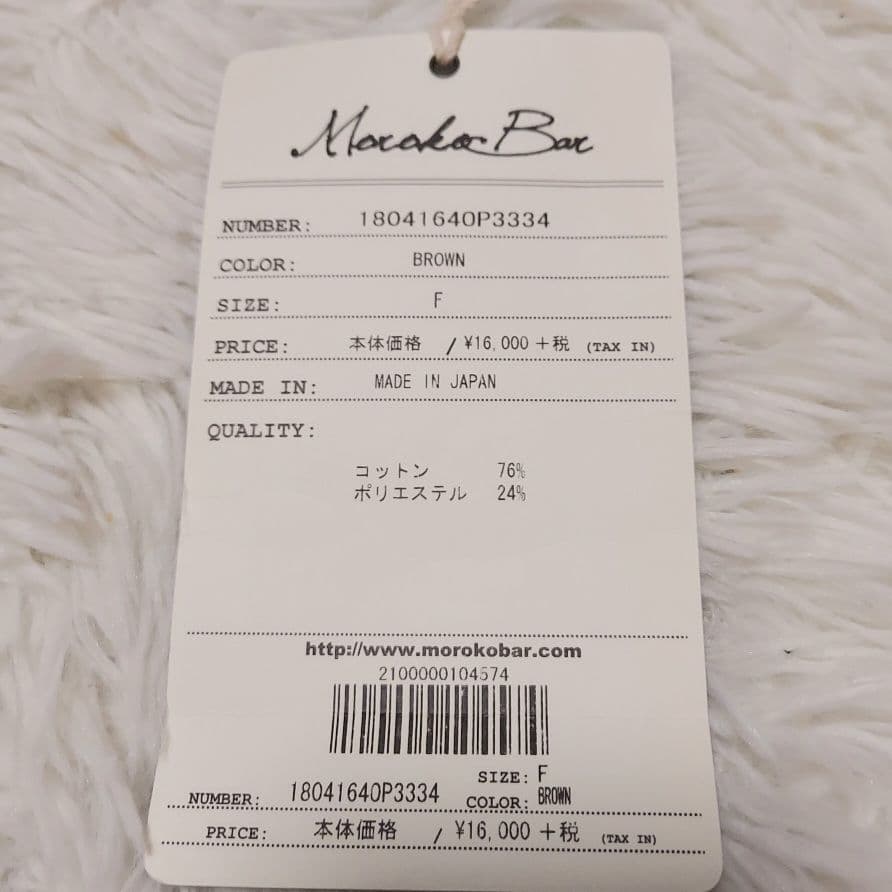 Moroko Bar
NUMBER: 18041640P3334
COLOR: BROWN
SIZE: F
PRICE: 本体価格 / ¥16,000 +税 (TAX IN)
MADE IN: MADE IN JAPAN
QUALITY:
コットン 76%
ポリエステル 24%
http://www.morokobar.com
2100000104574
SIZE: F
NUMBER: 18041640P3334 COLOR: BROWN
PRICE: 本体価格 / ¥16,000 +税 (TAX IN)